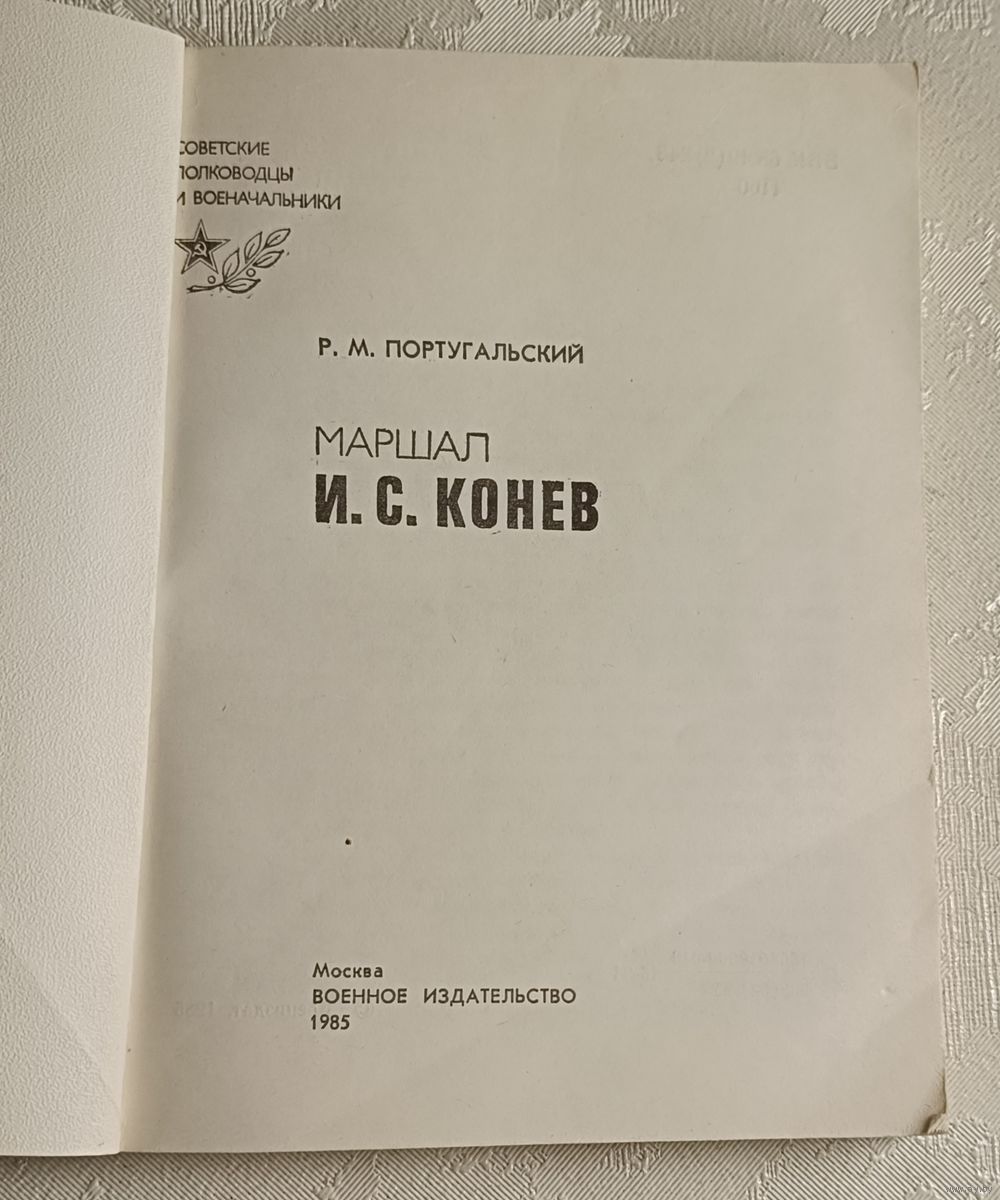 СОВЕТСКИЕ
ПОЛКОВОДЦЫ
И ВОЕНАЧАЛЬНИКИ
Р. М. ПОРТУГАЛЬСКИЙ
МАРШАЛ
И. С. КОНЕВ
Москва
ВОЕННОЕ ИЗДАТЕЛЬСТВО
1985